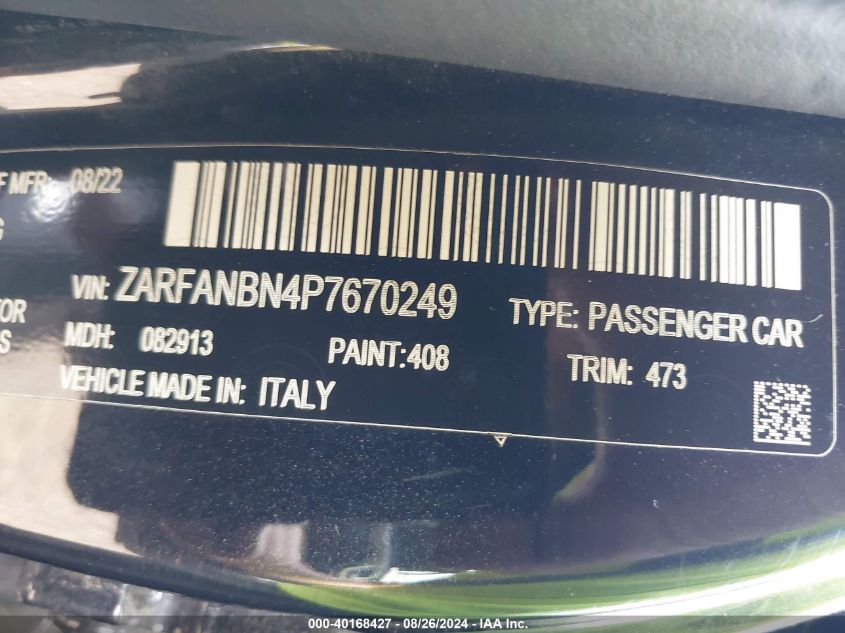 F MFR: 08/22
G
VIN: ZARFANBN4P7670249
TYPE: PASSENGER CAR
TOR
S
MDH: 082913
PAINT: 408
TRIM: 473
VEHICLE MADE IN: ITALY
000-40168427 - 08/26/2024 - IAA Inc.